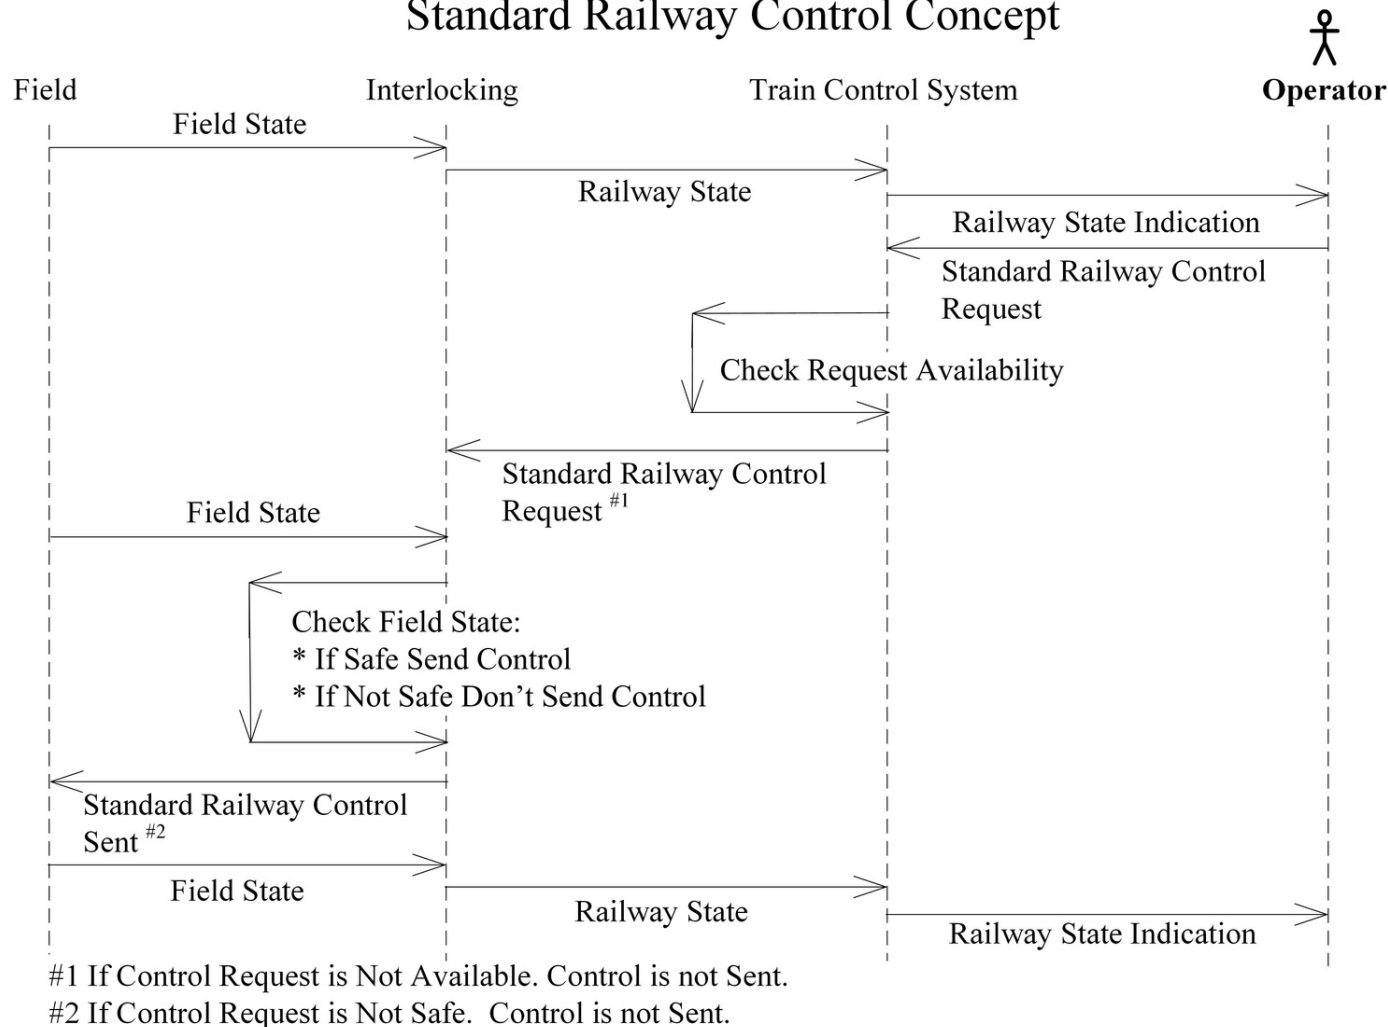 Standard Railway Control Concept
Field
Interlocking
Train Control System
Operator
Field State
Railway State
Railway State Indication
Standard Railway Control
Request
Check Request Availability
Standard Railway Control
Request #1
Field State
Check Field State:
* If Safe Send Control
* If Not Safe Don’t Send Control
Standard Railway Control
Sent #2
Field State
Railway State
Railway State Indication
#1 If Control Request is Not Available. Control is not Sent.
#2 If Control Request is Not Safe.  Control is not Sent.